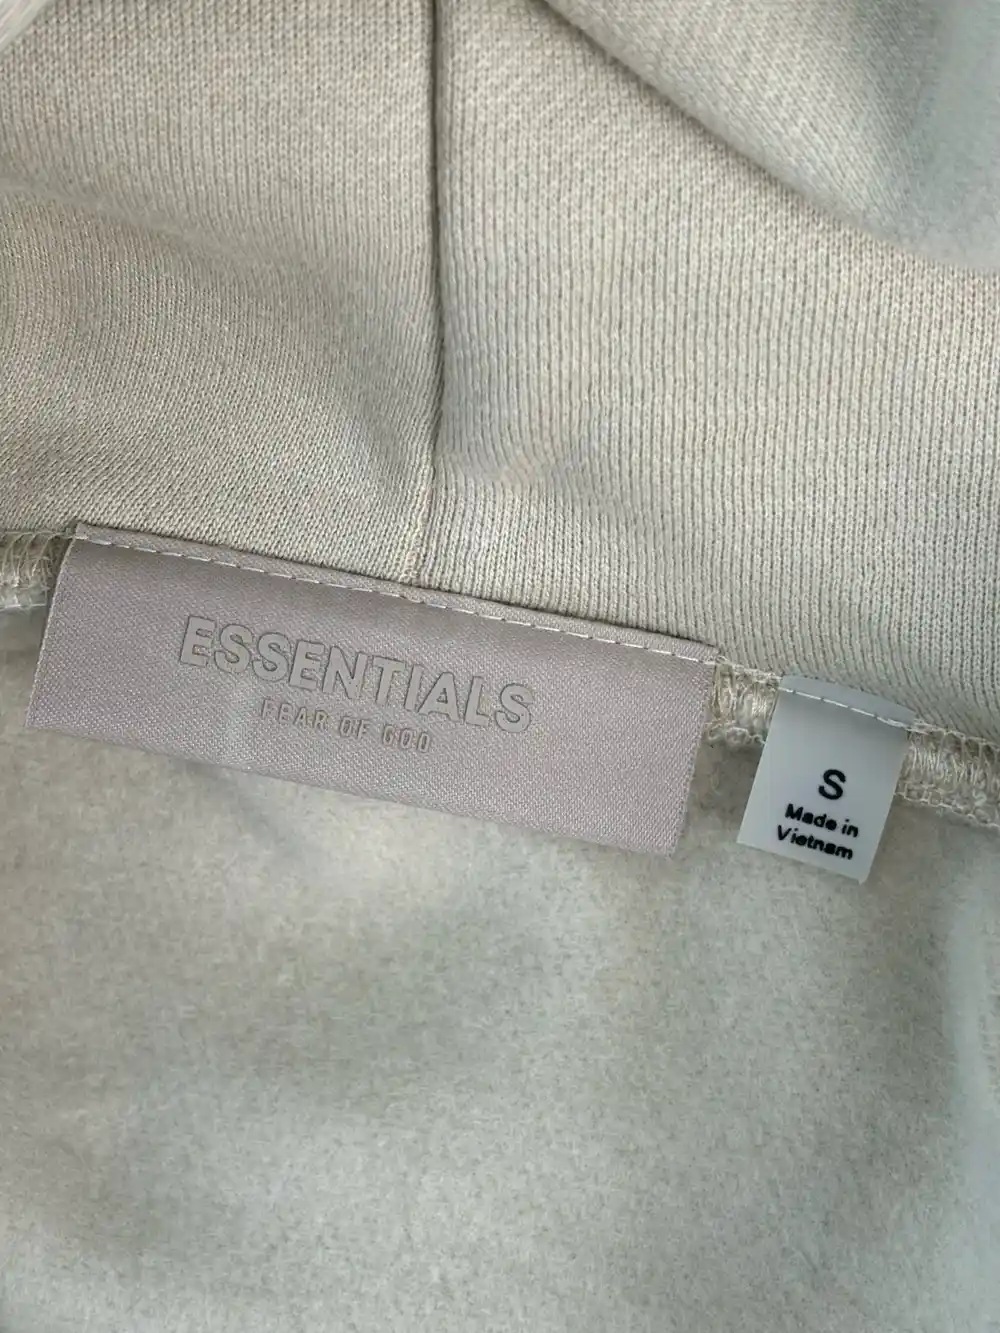 ESSENTIALS
FEAR OF GOD
S
Made in
Vietnam